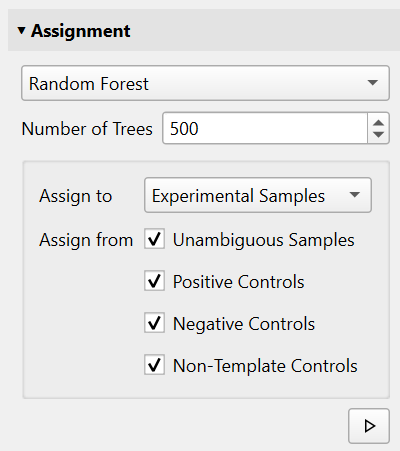 Assignment
Random Forest
Number of Trees 500
Assign to Experimental Samples
Assign from Unambiguous Samples
Positive Controls
Negative Controls
Non-Template Controls